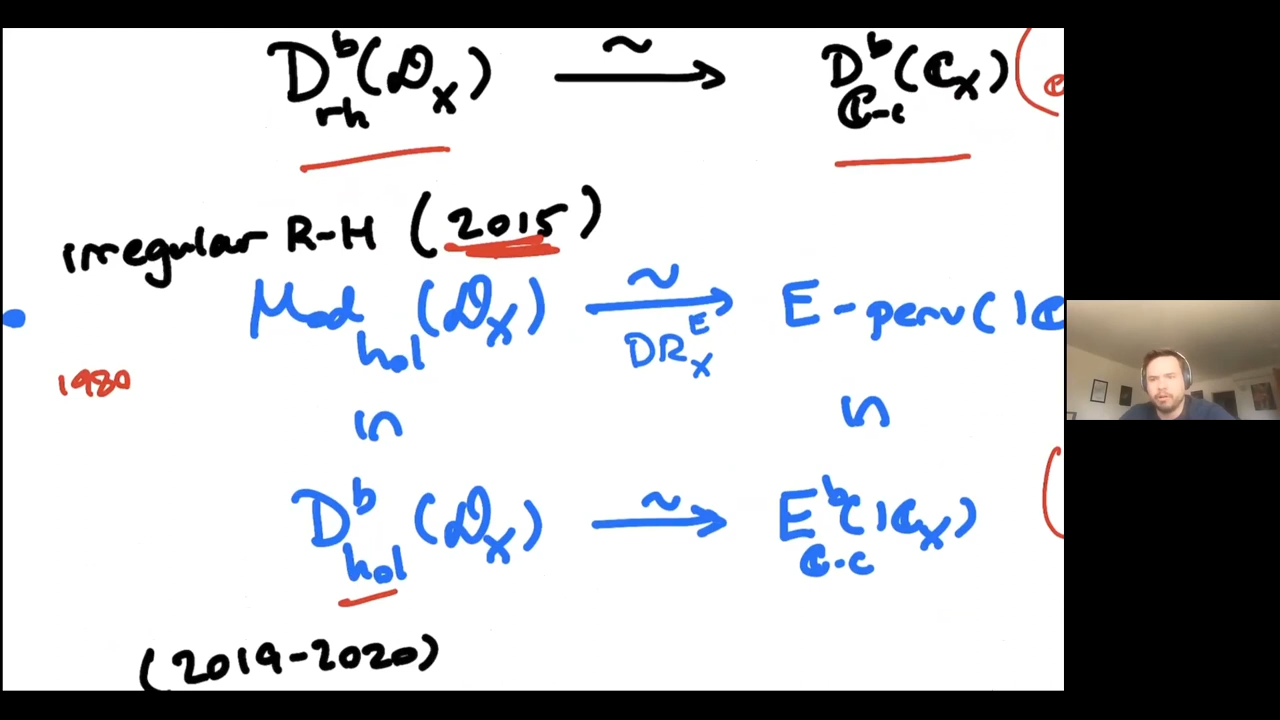 D^b_rh(𝒟_X) ⟶~ D^b_ℂ-c(ℂ_X)
irregular R-H (2015)
Mod_hol(𝒟_X) ⟶~ DR^E_X E-perv(Iℂ
1980
D^b_hol(𝒟_X) ⟶~ E^b_ℂ-c(Iℂ_X)
(2019-2020)